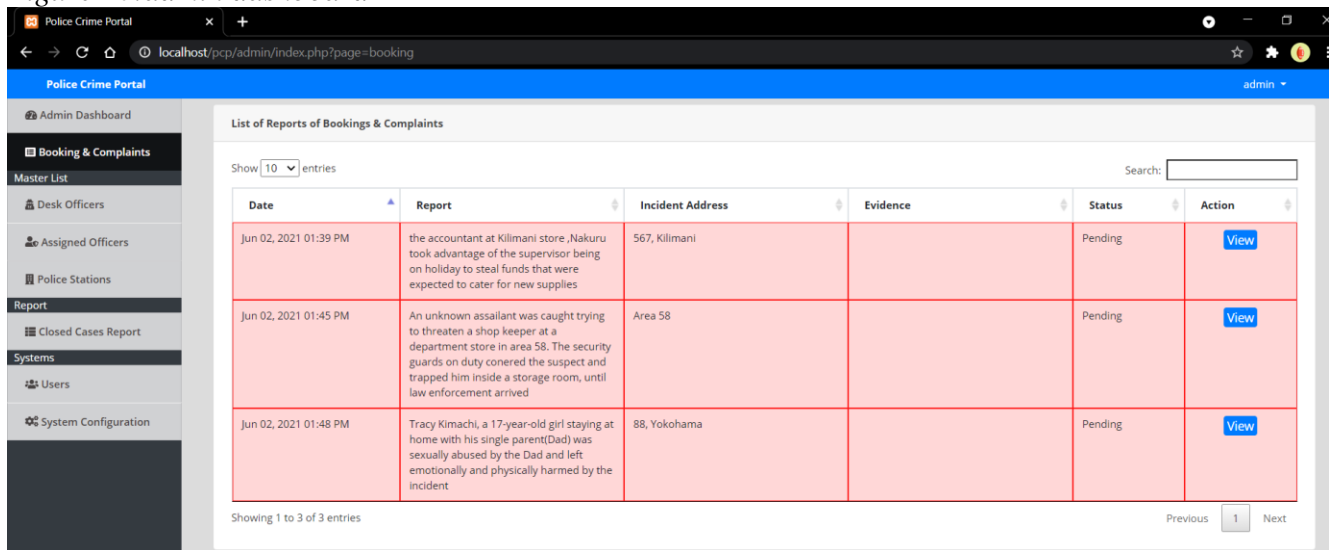 Police Crime Portal
localhost/pcp/admin/index.php?page=booking
Police Crime Portal
admin
Admin Dashboard
Booking & Complaints
Master List
Desk Officers
Assigned Officers
Police Stations
Report
Closed Cases Report
Systems
Users
System Configuration
List of Reports of Bookings & Complaints
Show 10 entries
Search:
Date Report Incident Address Evidence Status Action
Jun 02, 2021 01:39 PM the accountant at Kilimani store ,Nakuru 567, Kilimani Pending View
took advantage of the supervisor being
on holiday to steal funds that were
expected to cater for new supplies
Jun 02, 2021 01:45 PM An unknown assailant was caught trying Area 58 Pending View
to threaten a shop keeper at a
department store in area 58. The security
guards on duty conered the suspect and
trapped him inside a storage room, until
law enforcement arrived
Jun 02, 2021 01:48 PM Tracy Kimachi, a 17-year-old girl staying at 88, Yokohama Pending View
home with his single parent(Dad) was
sexually abused by the Dad and left
emotionally and physically harmed by the
incident
Showing 1 to 3 of 3 entries
Previous 1 Next